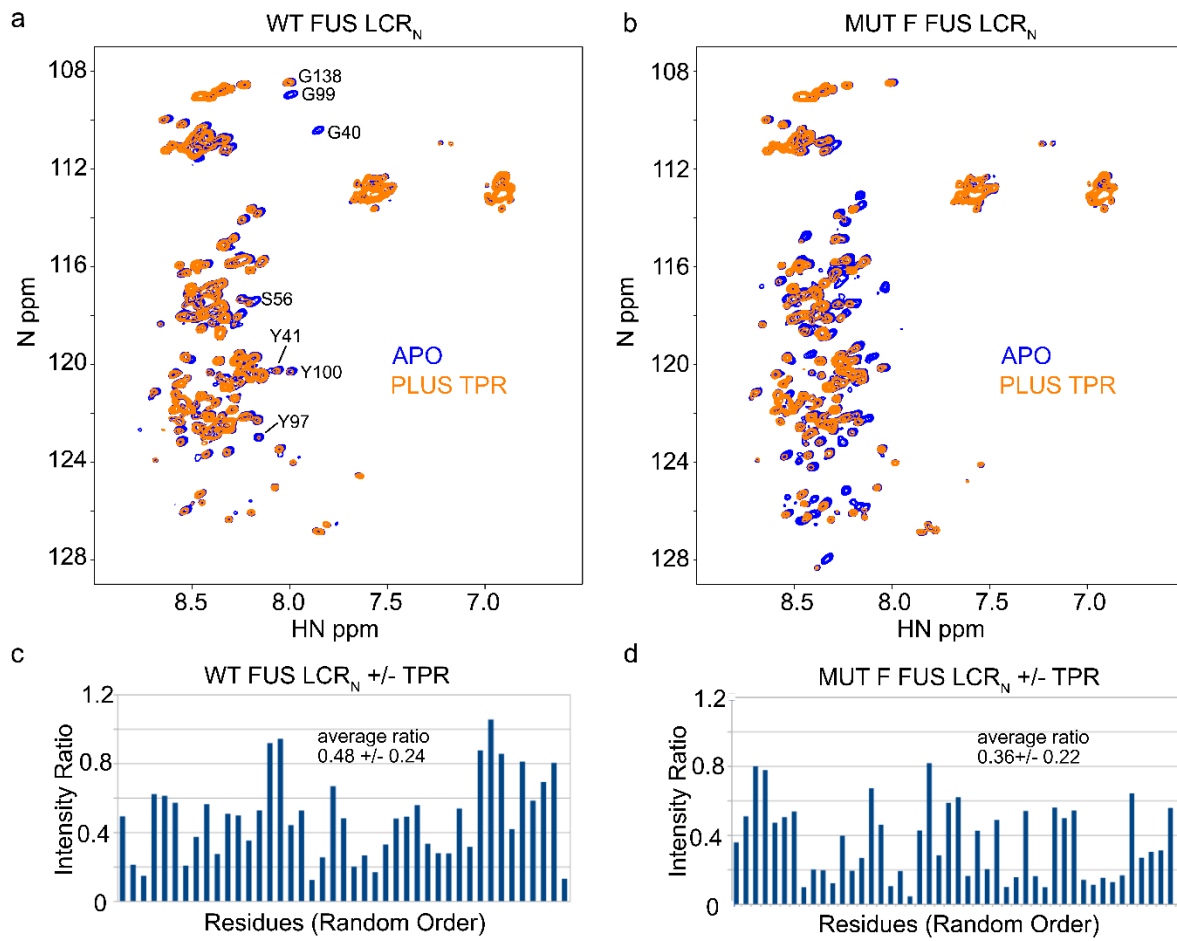 a
WT FUS LCR_N
b
MUT F FUS LCR_N
108
112
116
120
124
128
N ppm
G138
G99
G40
S56
Y41
Y100
Y97
APO
PLUS TPR
8.5 8.0 7.5 7.0
HN ppm
108
112
116
120
124
128
N ppm
APO
PLUS TPR
8.5 8.0 7.5 7.0
HN ppm
c
WT FUS LCR_N +/- TPR
1.2
0.8
0.4
0
Intensity Ratio
average ratio
0.48 +/- 0.24
Residues (Random Order)
d
MUT F FUS LCR_N +/- TPR
1.2
0.8
0.4
0
Intensity Ratio
average ratio
0.36+/- 0.22
Residues (Random Order)